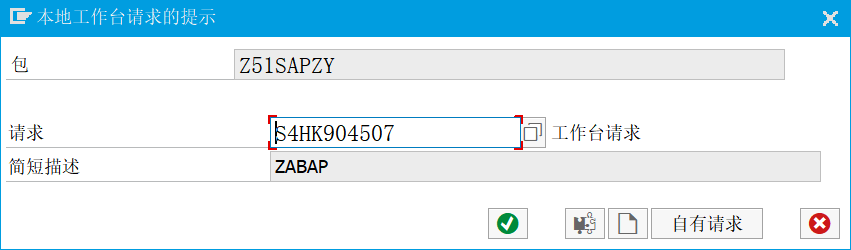 本地工作台请求的提示
包 Z51SAPZY
请求 S4HK904507 工作台请求
简短描述 ZABAP
自有请求